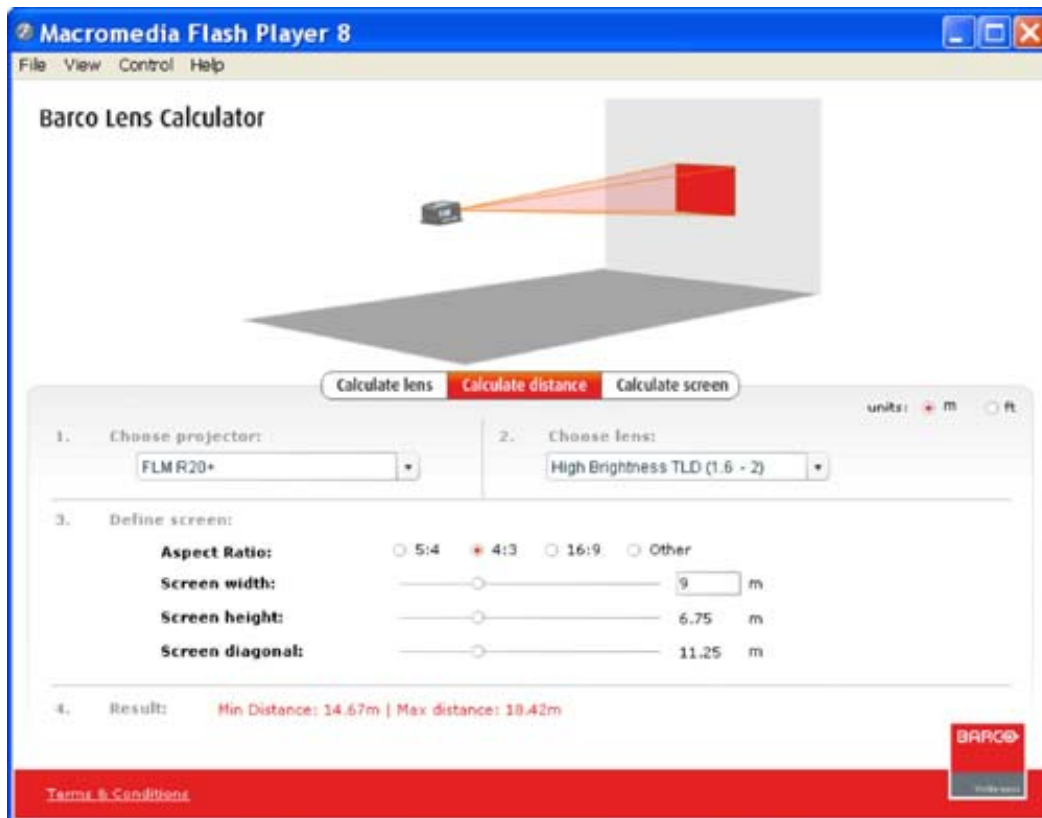 Macromedia Flash Player 8
File View Control Help
Barco Lens Calculator
Calculate lens Calculate distance Calculate screen
units: m ft
1. Choose projector: 2. Choose lens:
FLM R20+ High Brightness TLD (1.6 - 2)
3. Define screen:
Aspect Ratio: 5:4 4:3 16:9 Other
Screen width: 9 m
Screen height: 6.75 m
Screen diagonal: 11.25 m
4. Result: Min Distance: 14.67m | Max distance: 18.42m
BARCO
Terms & Conditions